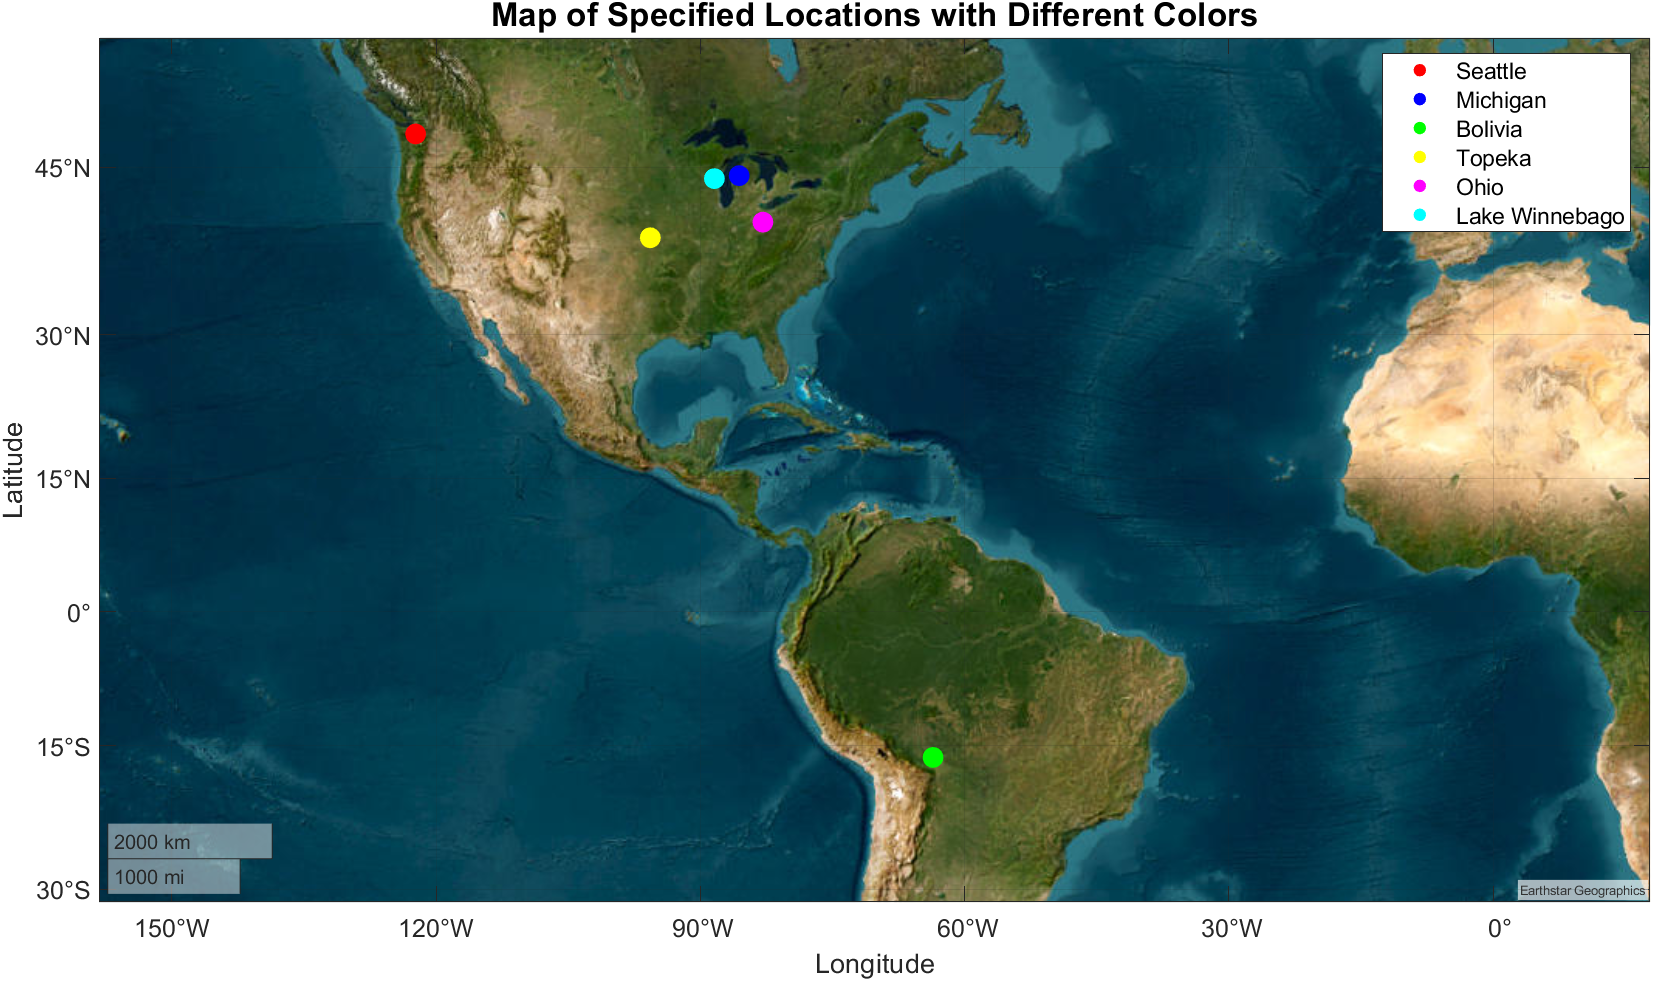 Map of Specified Locations with Different Colors
Seattle
Michigan
Bolivia
Topeka
Ohio
Lake Winnebago
45°N
30°N
15°N
0°
15°S
30°S
Latitude
2000 km
1000 mi
Earthstar Geographics
150°W
120°W
90°W
60°W
30°W
0°
Longitude